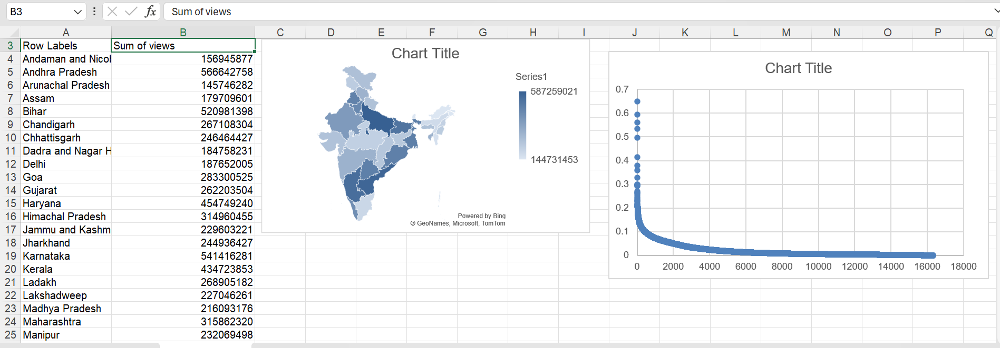 B3 fx Sum of views
A B C D E F G H I J K L M N O P Q
3 Row Labels Sum of views
4 Andaman and Nicob 156945877
5 Andhra Pradesh 566642758
6 Arunachal Pradesh 145746282
7 Assam 179709601
8 Bihar 520981398
9 Chandigarh 267108304
10 Chhattisgarh 246464427
11 Dadra and Nagar H 184758231
12 Delhi 187652005
13 Goa 283300525
14 Gujarat 262203504
15 Haryana 454749240
16 Himachal Pradesh 314960455
17 Jammu and Kashm 229603221
18 Jharkhand 244936427
19 Karnataka 541416281
20 Kerala 434723853
21 Ladakh 268905182
22 Lakshadweep 227046261
23 Madhya Pradesh 216093176
24 Maharashtra 315862320
25 Manipur 232069498
Chart Title
Series1
587259021
144731453
Powered by Bing
© GeoNames, Microsoft, TomTom
Chart Title
0.7
0.6
0.5
0.4
0.3
0.2
0.1
0
0 2000 4000 6000 8000 10000 12000 14000 16000 18000